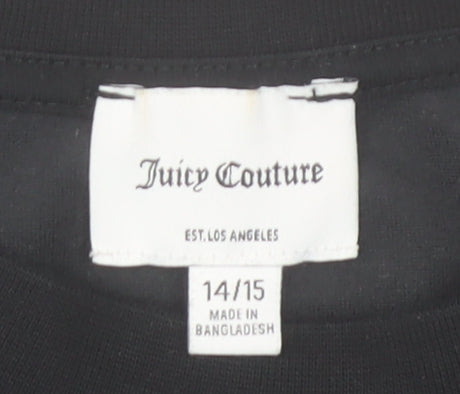 Juicy Couture
EST. LOS ANGELES
14/15
MADE IN
BANGLADESH